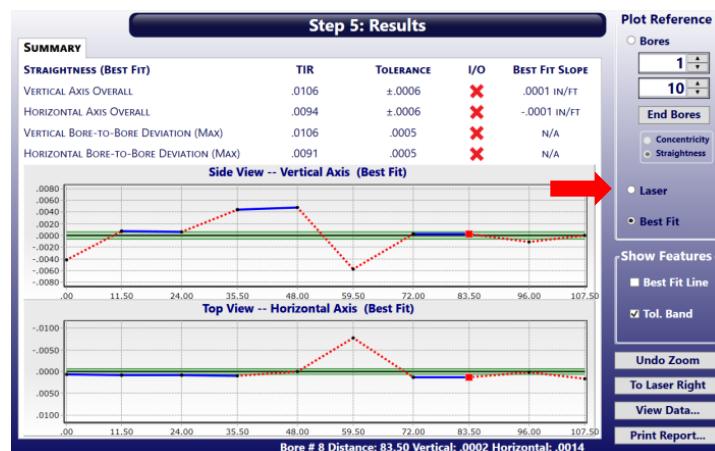 Step 5: Results
SUMMARY
STRAIGHTNESS (BEST FIT) TIR TOLERANCE I/O BEST FIT SLOPE
VERTICAL AXIS OVERALL .0106 ±.0006 .0001 IN/FT
HORIZONTAL AXIS OVERALL .0094 ±.0006 -.0001 IN/FT
VERTICAL BORE-TO-BORE DEVIATION (MAX) .0106 .0005 N/A
HORIZONTAL BORE-TO-BORE DEVIATION (MAX) .0091 .0005 N/A
Side View -- Vertical Axis (Best Fit)
.0080
.0060
.0040
.0020
.0000
-.0020
-.0040
-.0060
-.0080
.00 11.50 24.00 35.50 48.00 59.50 72.00 83.50 96.00 107.50
Top View -- Horizontal Axis (Best Fit)
-.0100
-.0050
.0000
.0050
.0100
.00 11.50 24.00 35.50 48.00 59.50 72.00 83.50 96.00 107.50
Bore # 8 Distance: 83.50 Vertical: .0002 Horizontal: .0014
Plot Reference
Bores
1
10
End Bores
Concentricity
Straightness
Laser
Best Fit
Show Features
Best Fit Line
Tol. Band
Undo Zoom
To Laser Right
View Data...
Print Report...